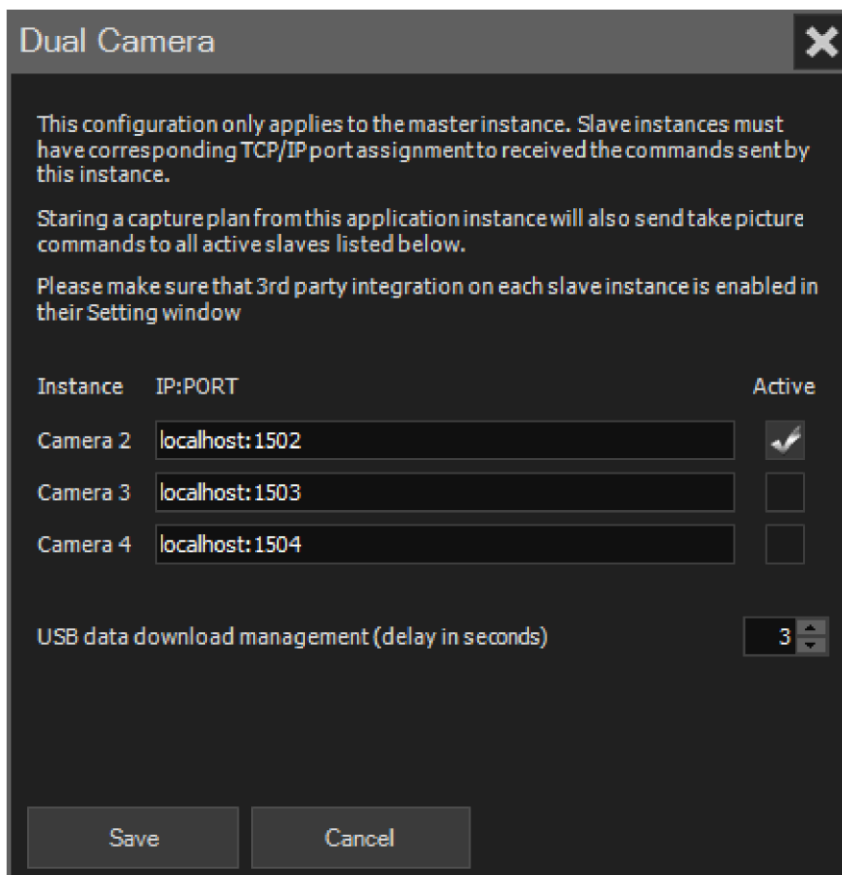 Dual Camera
This configuration only applies to the master instance. Slave instances must
have corresponding TCP/IP port assignment to received the commands sent by
this instance.
Staring a capture plan from this application instance will also send take picture
commands to all active slaves listed below.
Please make sure that 3rd party integration on each slave instance is enabled in
their Setting window
Instance IP:PORT Active
Camera 2 localhost:1502
Camera 3 localhost:1503
Camera 4 localhost:1504
USB data download management (delay in seconds) 3
Save Cancel